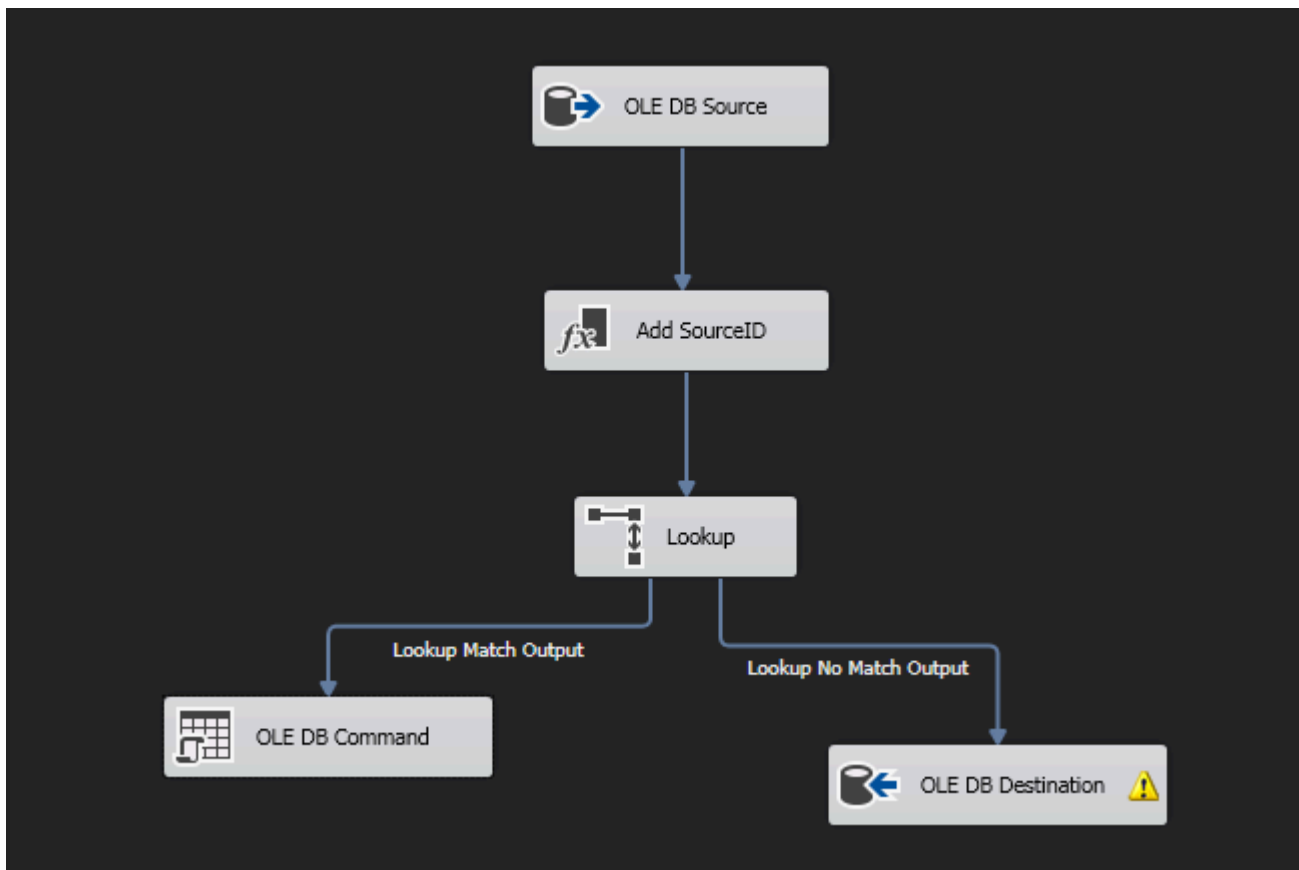 OLE DB Source
Add SourceID
Lookup
Lookup Match Output
Lookup No Match Output
OLE DB Command
OLE DB Destination